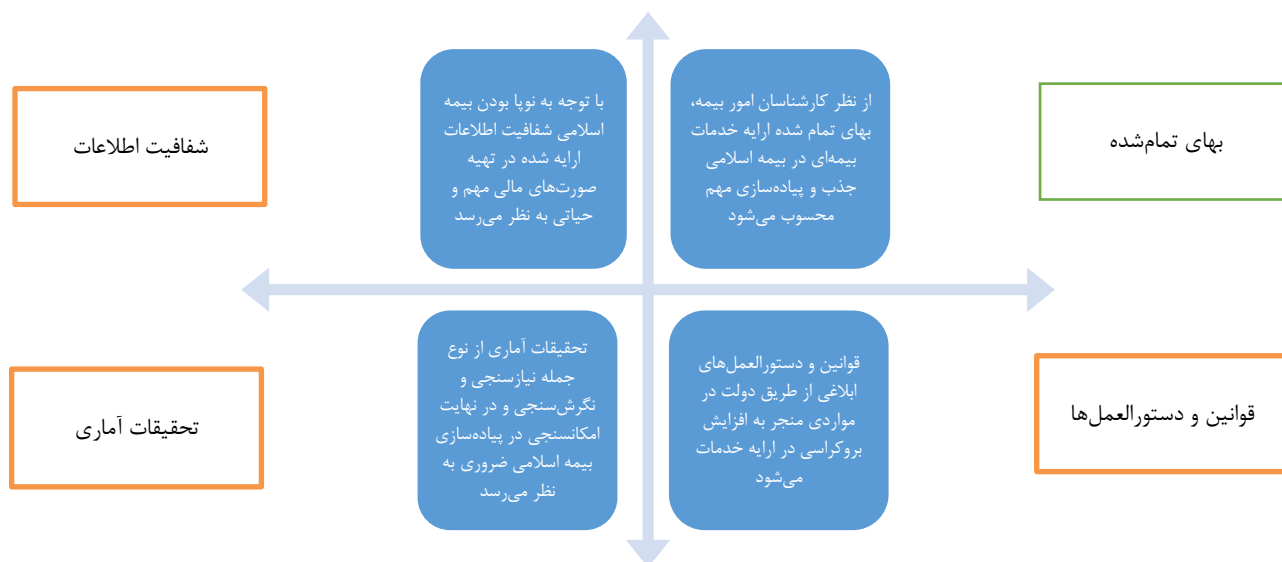 بهای تمام‌شده
از نظر کارشناسان امور بیمه،
بهای تمام شده ارایه خدمات
بیمه‌ای در بیمه اسلامی
جذب و پیاده‌سازی مهم
محسوب می‌شود
با توجه به نوپا بودن بیمه
اسلامی شفافیت اطلاعات
ارایه شده در تهیه
صورت‌های مالی مهم و
حیاتی به نظر می‌رسد
شفافیت اطلاعات
قوانین و دستورالعمل‌ها
قوانین و دستورالعمل‌های
ابلاغی از طریق دولت در
مواردی منجر به افزایش
بروکراسی در ارایه خدمات
می‌شود
تحقیقات آماری از نوع
جمله نیازسنجی و
نگرش‌سنجی و در نهایت
امکانسنجی در پیاده‌سازی
بیمه اسلامی ضروری به
نظر می‌رسد
تحقیقات آماری